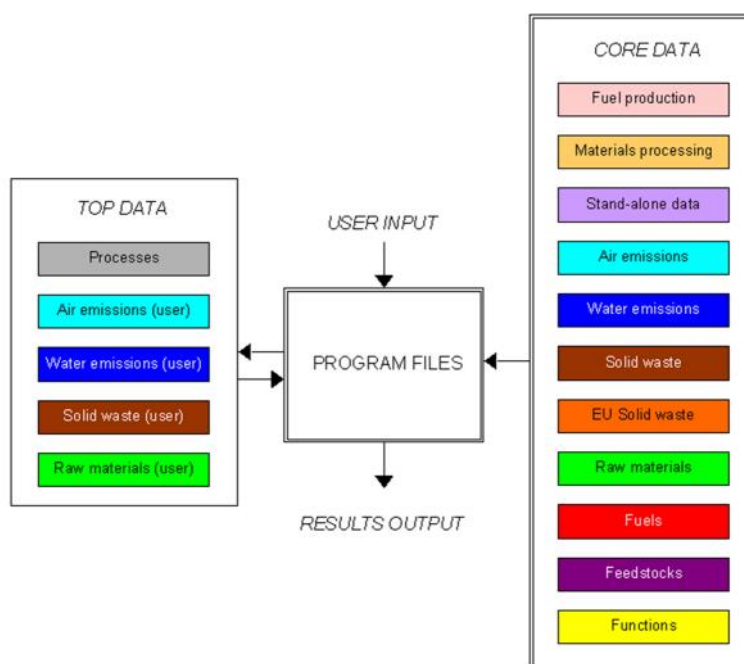 TOP DATA
Processes
Air emissions (user)
Water emissions (user)
Solid waste (user)
Raw materials (user)
USER INPUT
PROGRAM FILES
RESULTS OUTPUT
CORE DATA
Fuel production
Materials processing
Stand-alone data
Air emissions
Water emissions
Solid waste
EU Solid waste
Raw materials
Fuels
Feedstocks
Functions